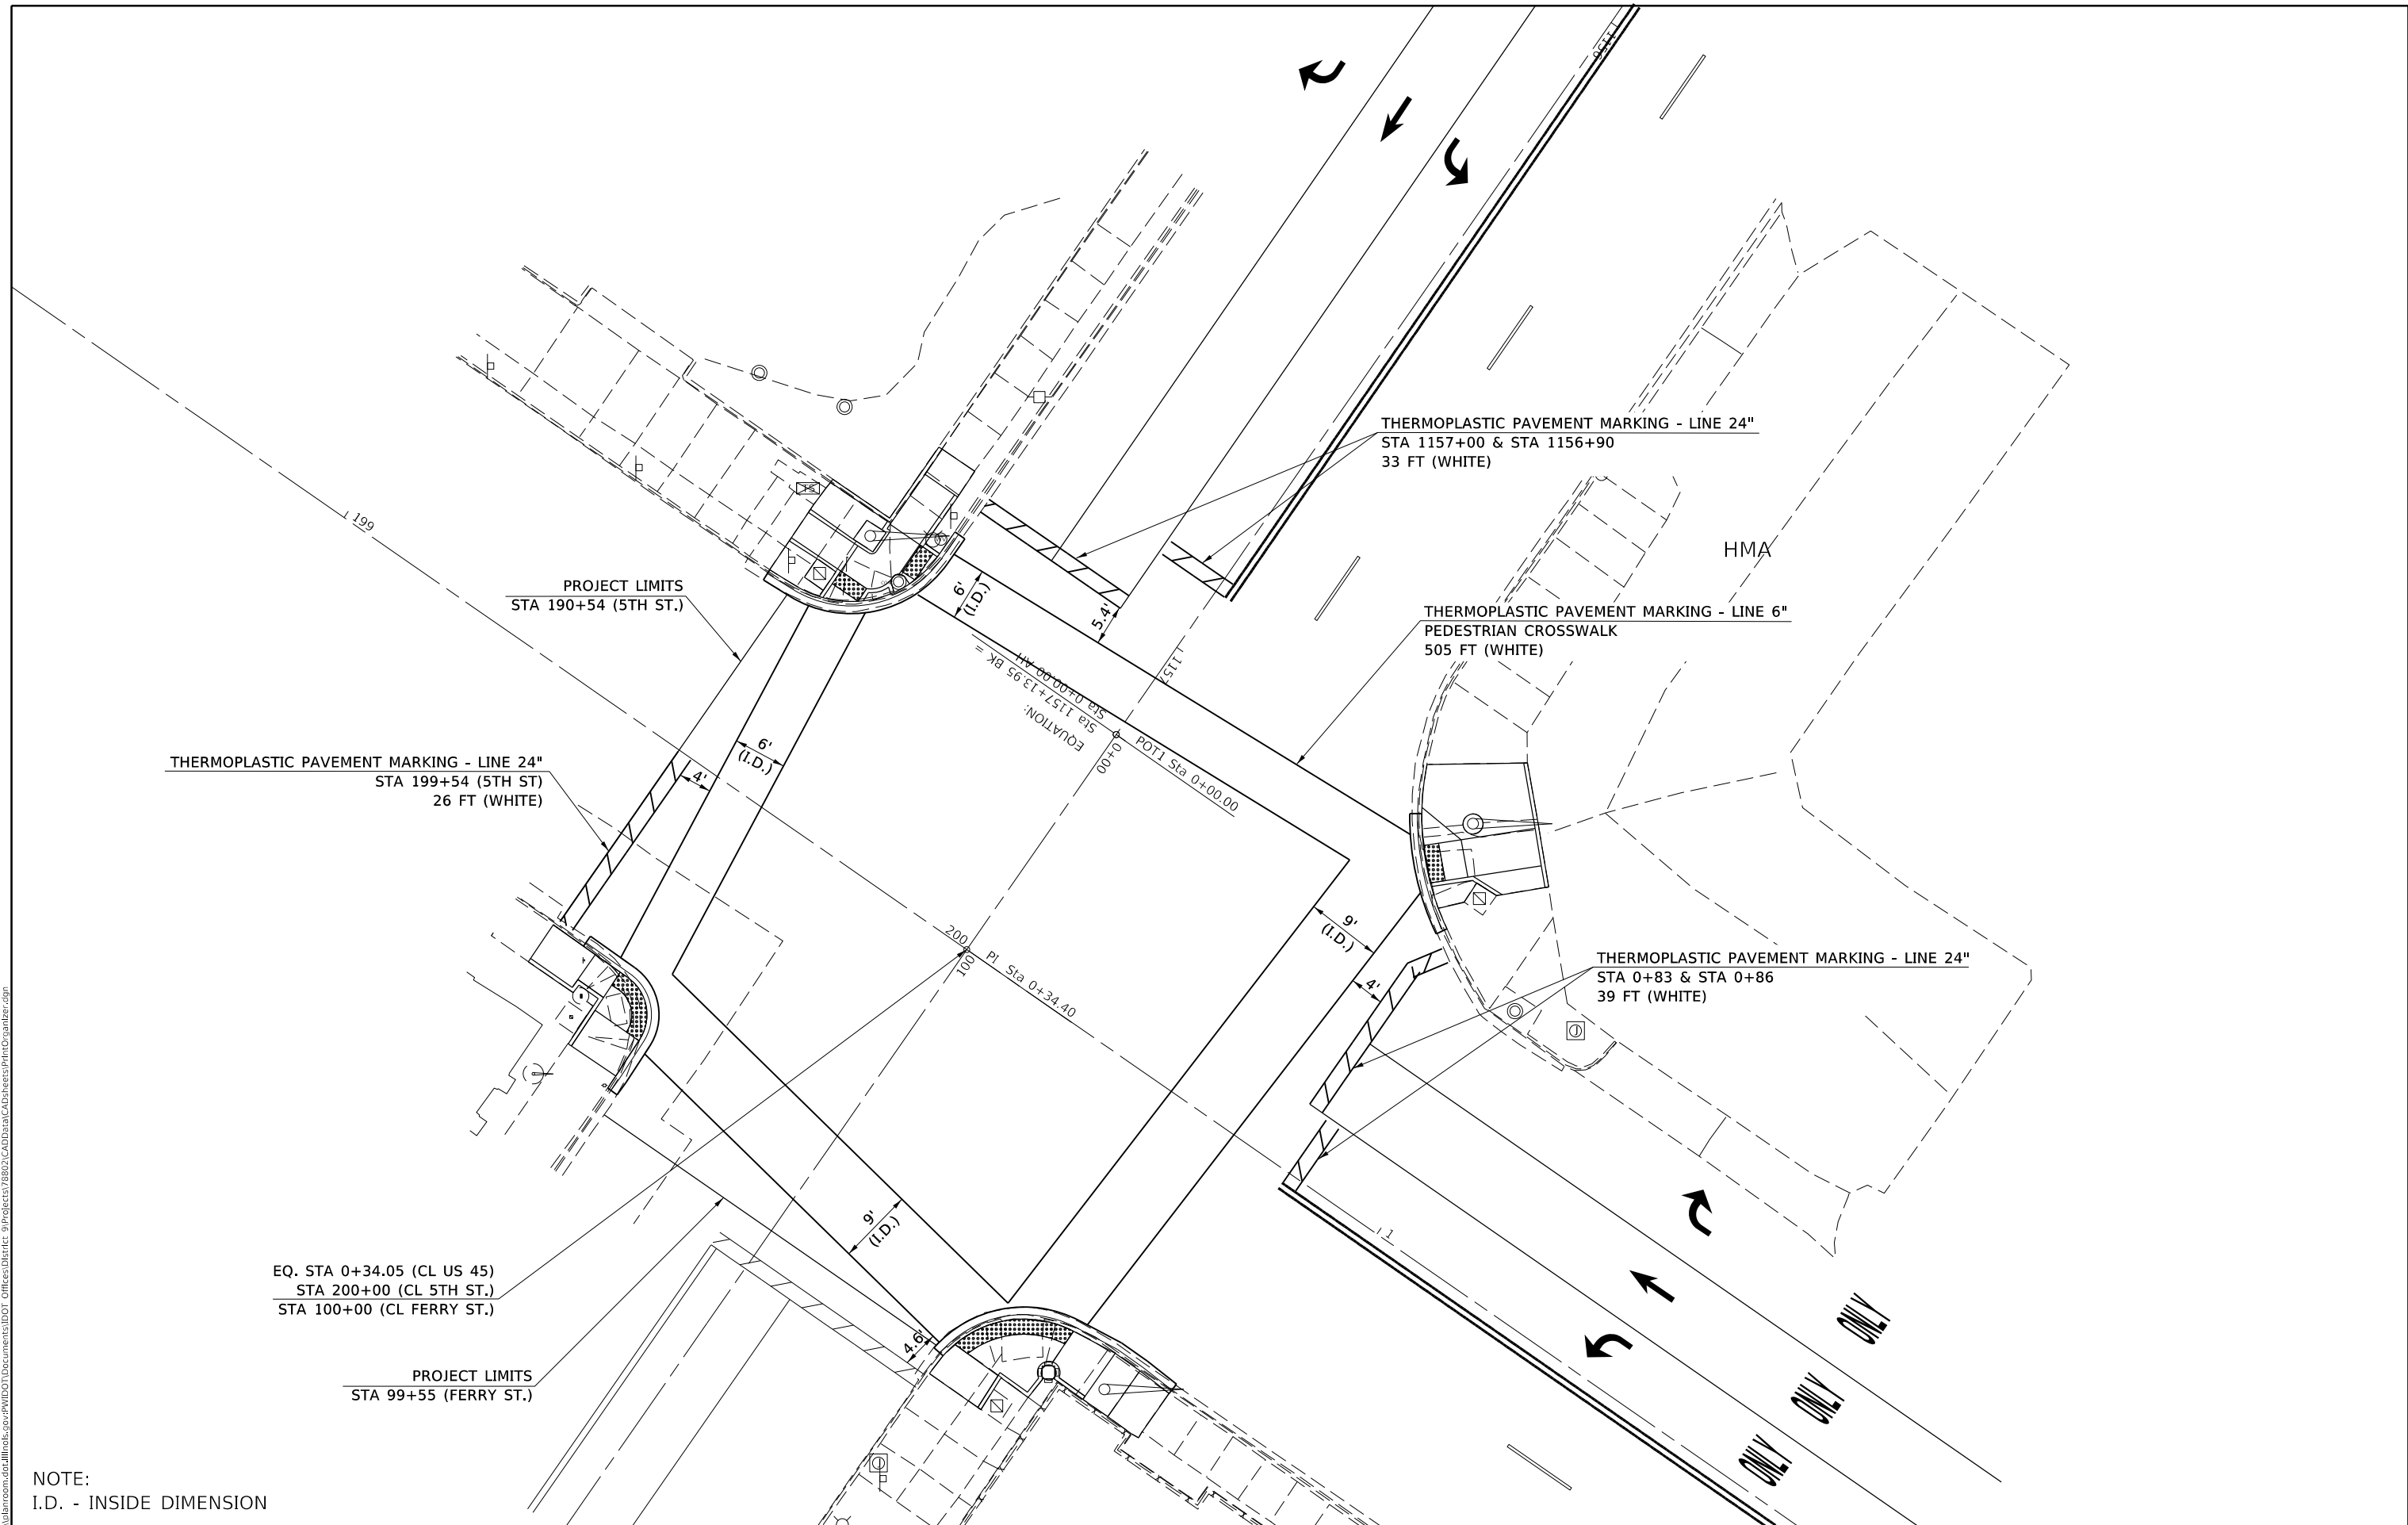 1156
THERMOPLASTIC PAVEMENT MARKING - LINE 24"
STA 1157+00 & STA 1156+90
33 FT (WHITE)
199
TS
HMA
PROJECT LIMITS
STA 190+54 (5TH ST.)
6'
(I.D.)
5.4'
THERMOPLASTIC PAVEMENT MARKING - LINE 6"
PEDESTRIAN CROSSWALK
505 FT (WHITE)
1157
EQUATION:
Sta 1157+13.95 BK =
Sta 0+00.00 AH
0+00
POT1 Sta 0+00.00
6'
(I.D.)
4'
THERMOPLASTIC PAVEMENT MARKING - LINE 24"
STA 199+54 (5TH ST)
26 FT (WHITE)
200
100
PI Sta 0+34.40
9'
(I.D.)
4'
THERMOPLASTIC PAVEMENT MARKING - LINE 24"
STA 0+83 & STA 0+86
39 FT (WHITE)
J
1
9'
(I.D.)
EQ. STA 0+34.05 (CL US 45)
STA 200+00 (CL 5TH ST.)
STA 100+00 (CL FERRY ST.)
4.6'
PROJECT LIMITS
STA 99+55 (FERRY ST.)
ONLY
ONLY
ONLY
J
NOTE:
I.D. - INSIDE DIMENSION